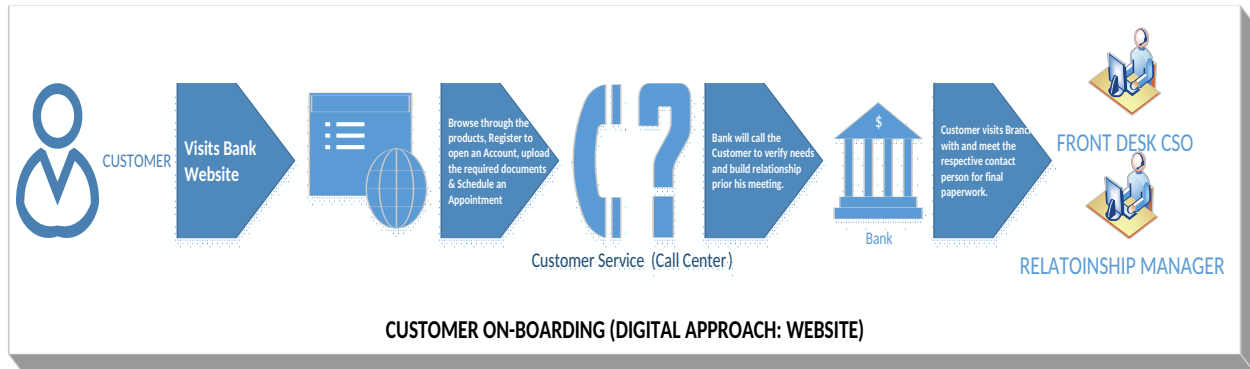 CUSTOMER
Visits Bank
Website
Browse through the
products, Register to
open an Account, upload
the required documents
& Schedule an
Appointment
Customer Service (Call Center)
Bank will call the
Customer to verify needs
and build relationship
prior his meeting.
$
Bank
Customer visits Branc
with and meet the
respective contact
person for final
paperwork.
FRONT DESK CSO
RELATOINSHIP MANAGER
CUSTOMER ON-BOARDING (DIGITAL APPROACH: WEBSITE)